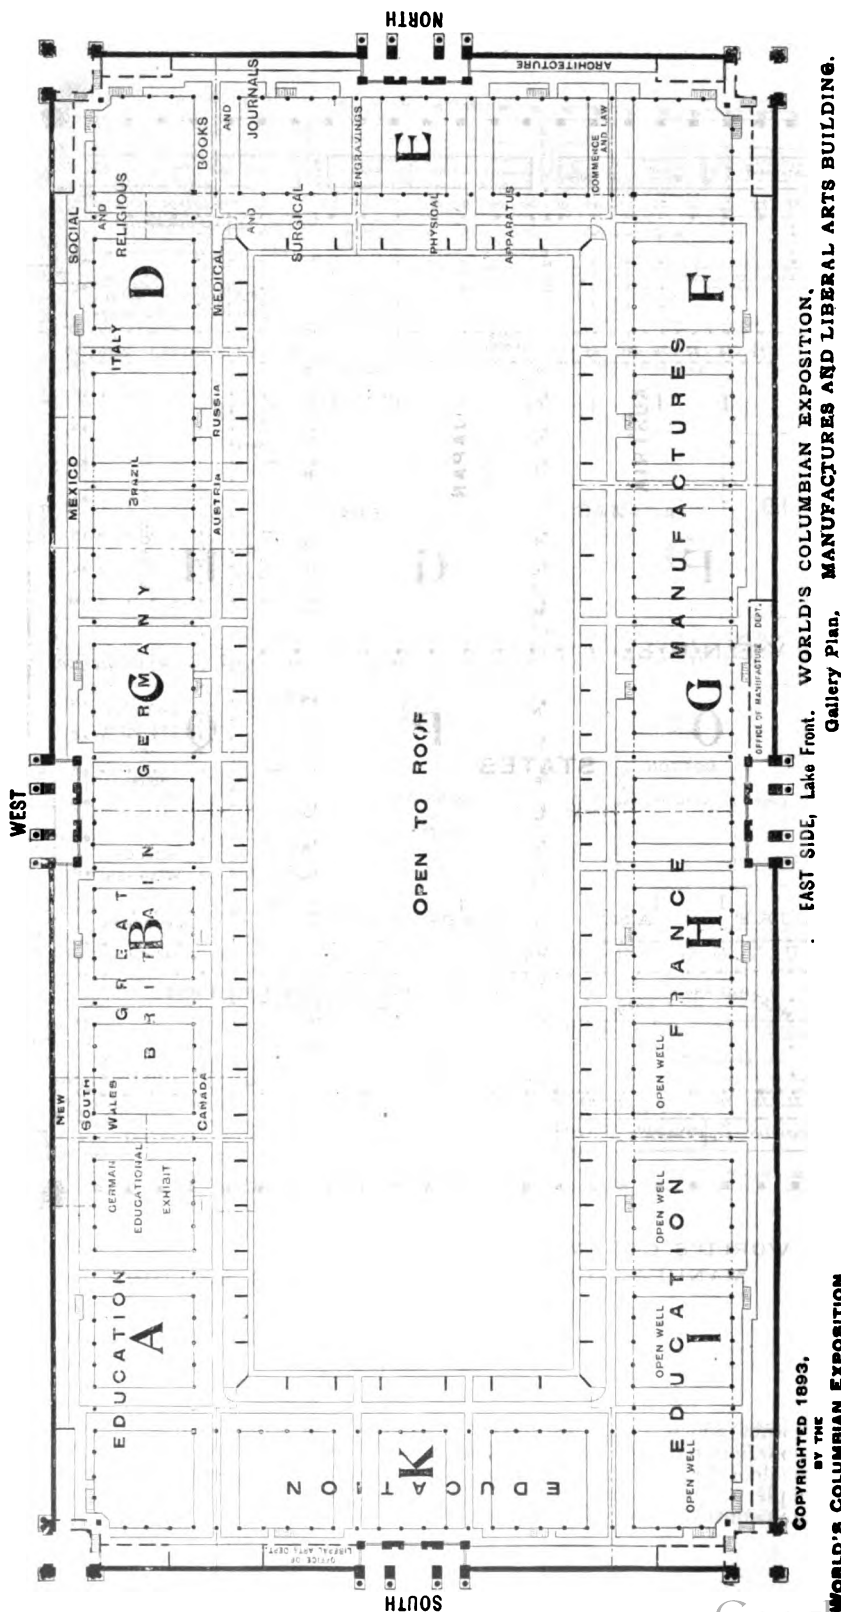 NORTH
ARCHITECTURE
SOCIAL
AND
RELIGIOUS
BOOKS
AND
JOURNALS
ENGRAVINGS
E
COMMERCE
AND LAW
MEDICAL
AND
SURGICAL
PHYSICAL
APPARATUS
D
F
ITALY
MEXICO
BRAZIL
RUSSIA
AUSTRIA
MANUFACTURES
GERMANY
C
G
OFFICE OF MANUFACTURE DEPT.
WEST
OPEN TO ROOF
GREAT
BRITAIN
B
FRANCE
H
NEW
SOUTH
WALES
CANADA
OPEN WELL
GERMAN
EDUCATIONAL
EXHIBIT
OPEN WELL
EDUCATION
A
OPEN WELL
EDUCATION
I
OPEN WELL
EDUCATION
K
OFFICE OF
LIBERAL ARTS DEPT.
SOUTH
EAST SIDE, Lake Front.
WORLD'S COLUMBIAN EXPOSITION.
Gallery Plan, MANUFACTURES AND LIBERAL ARTS BUILDING.
COPYRIGHTED 1893,
BY THE
WORLD'S COLUMBIAN EXPOSITION
STATES
JAPAN